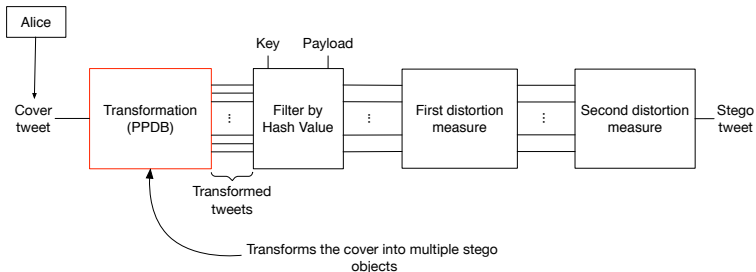 Alice
Key
Payload
Cover
tweet
Transformation
(PPDB)
⋮
Filter by
Hash Value
⋮
First distortion
measure
⋮
Second distortion
measure
Stego
tweet
Transformed
tweets
Transforms the cover into multiple stego
objects